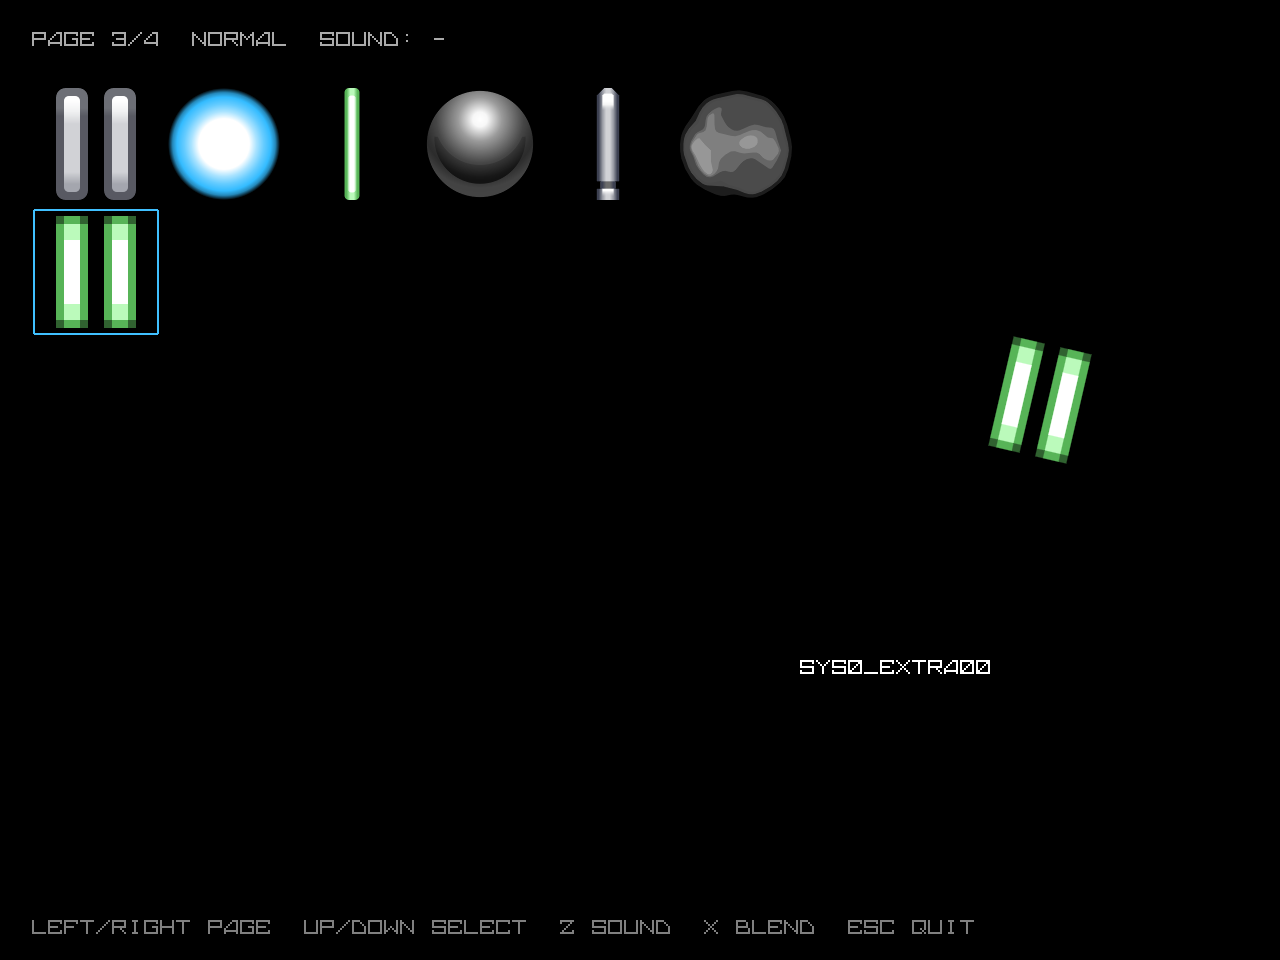 PAGE 3/4 NORMAL SOUND: -
SYS0_EXTRA00
LEFT/RIGHT PAGE UP/DOWN SELECT Z SOUND X BLEND ESC QUIT